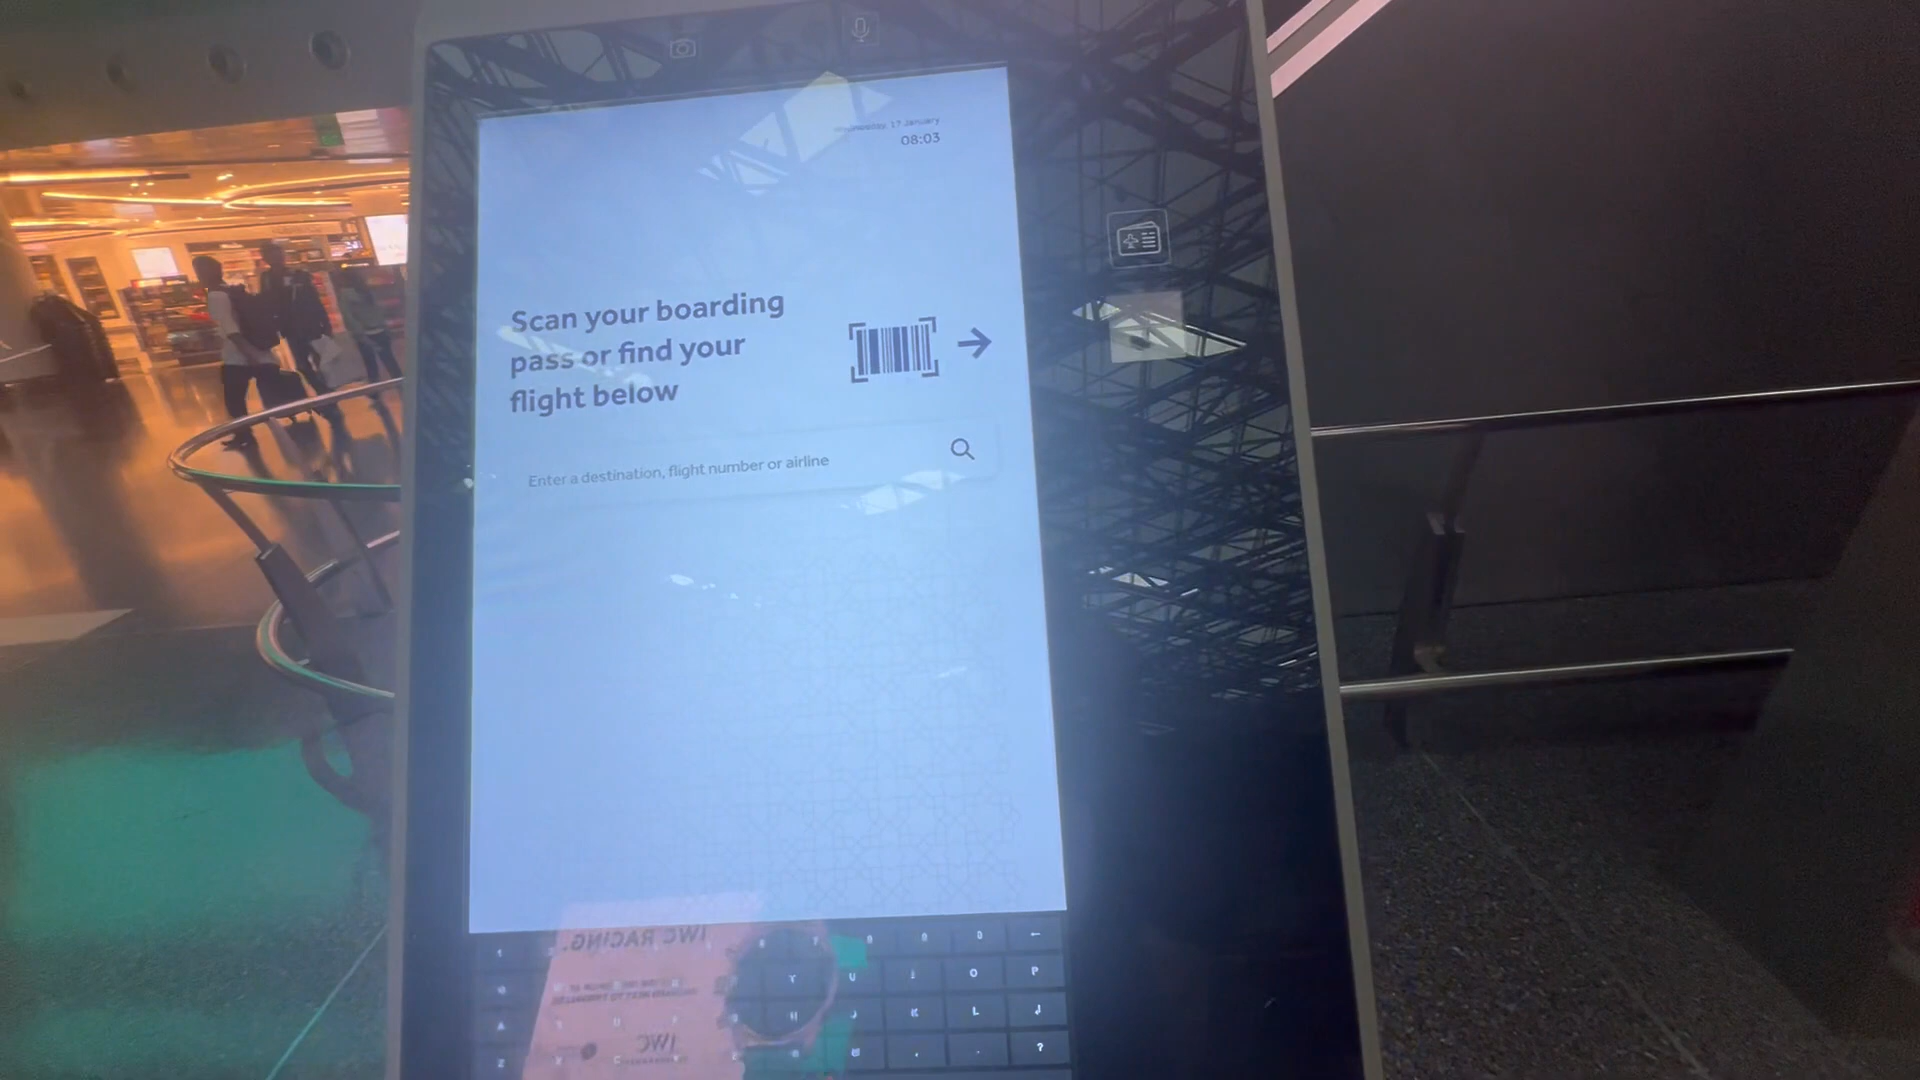 Wednesday, 17 January
08:03
Scan your boarding
pass or find your
flight below
Enter a destination, flight number or airline
IWC RACING.
Y U I O P
H J K L
Z X C
, . ?
IWC